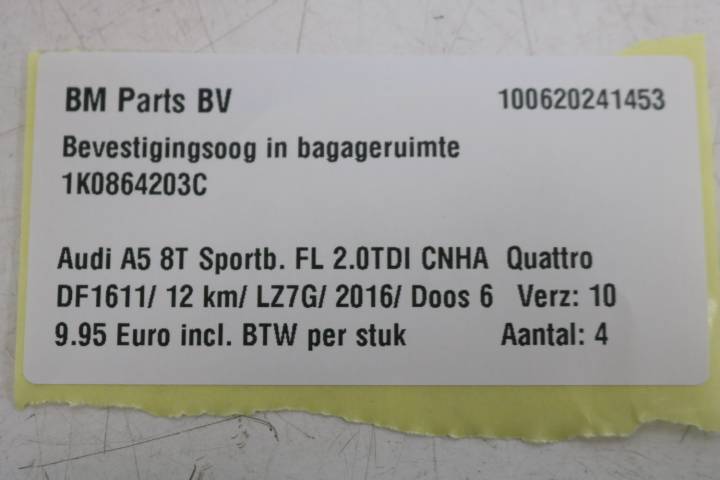 BM Parts BV 100620241453
Bevestigingsoog in bagageruimte
1K0864203C
Audi A5 8T Sportb. FL 2.0TDI CNHA Quattro
DF1611/ 12 km/ LZ7G/ 2016/ Doos 6 Verz: 10
9.95 Euro incl. BTW per stuk Aantal: 4